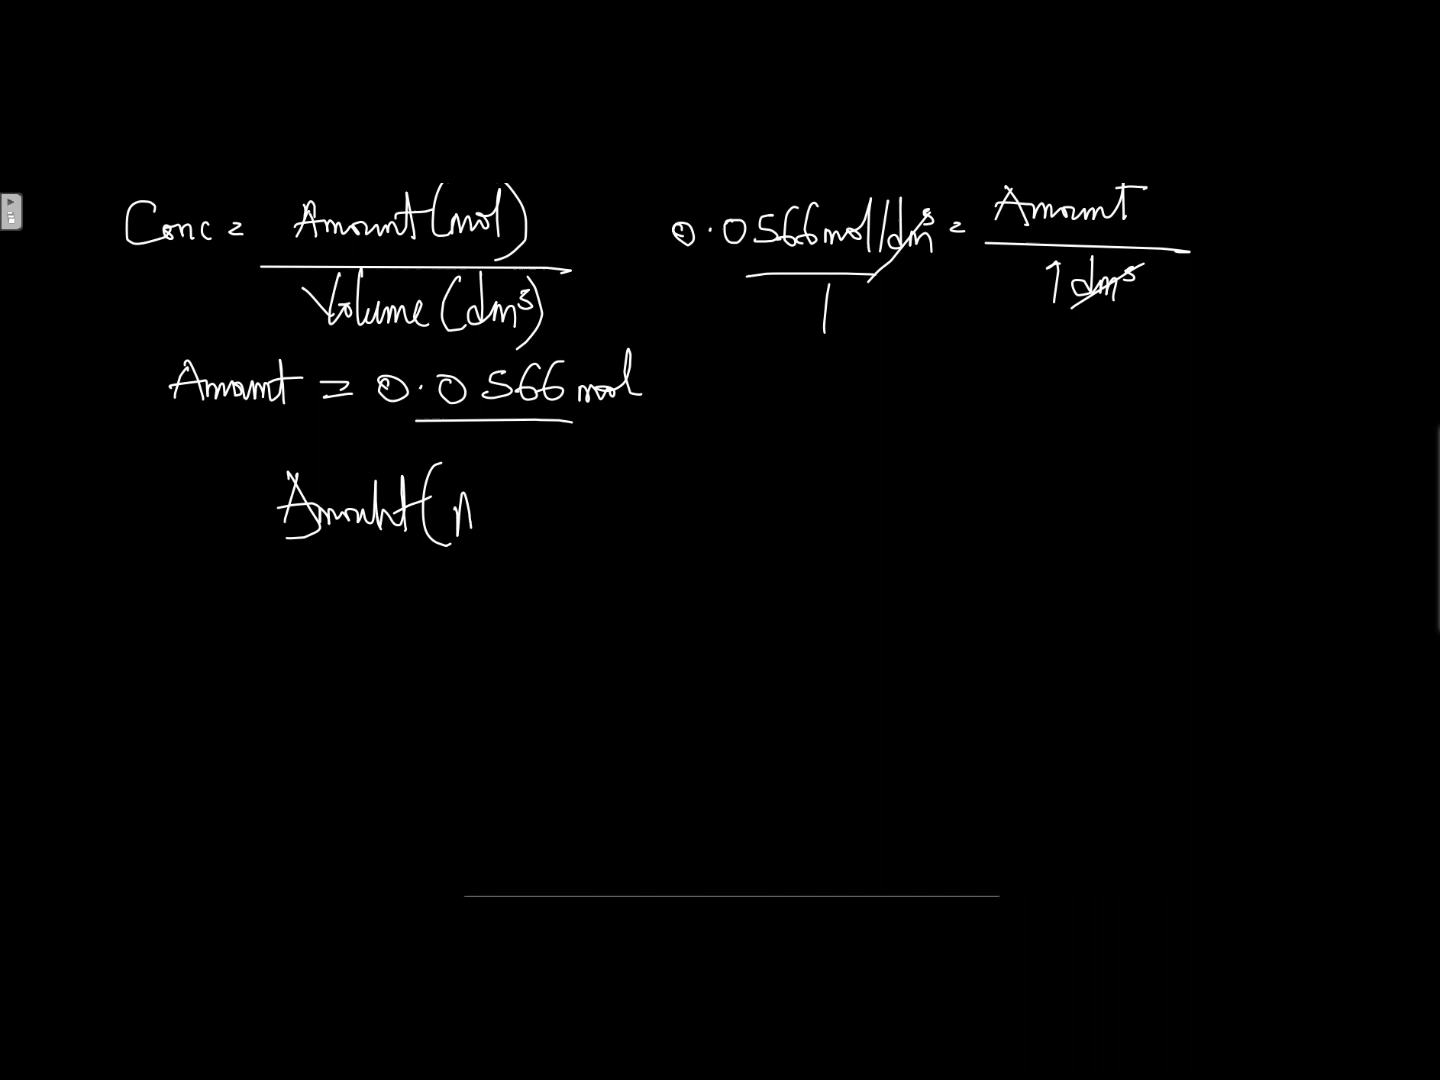 Conc = Amount (mol) / Volume (dm³)
0.0566 mol/dm³ / 1 = Amount / 1 dm³
Amount = 0.0566 mol
Amount (n